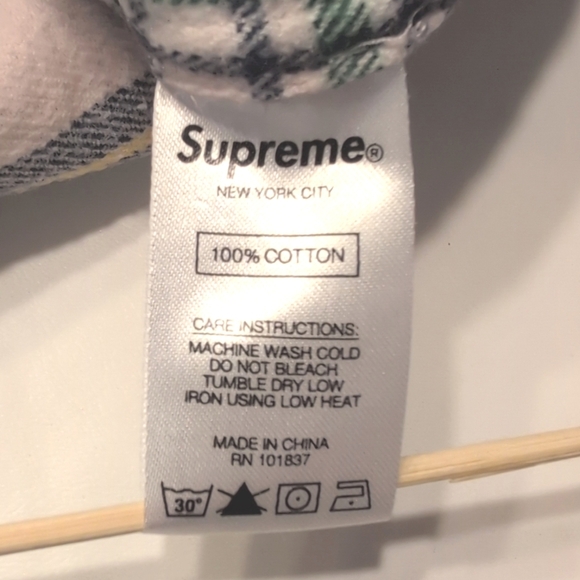 Supreme®
NEW YORK CITY
100% COTTON
CARE INSTRUCTIONS:
MACHINE WASH COLD
DO NOT BLEACH
TUMBLE DRY LOW
IRON USING LOW HEAT
MADE IN CHINA
RN 101837
30°